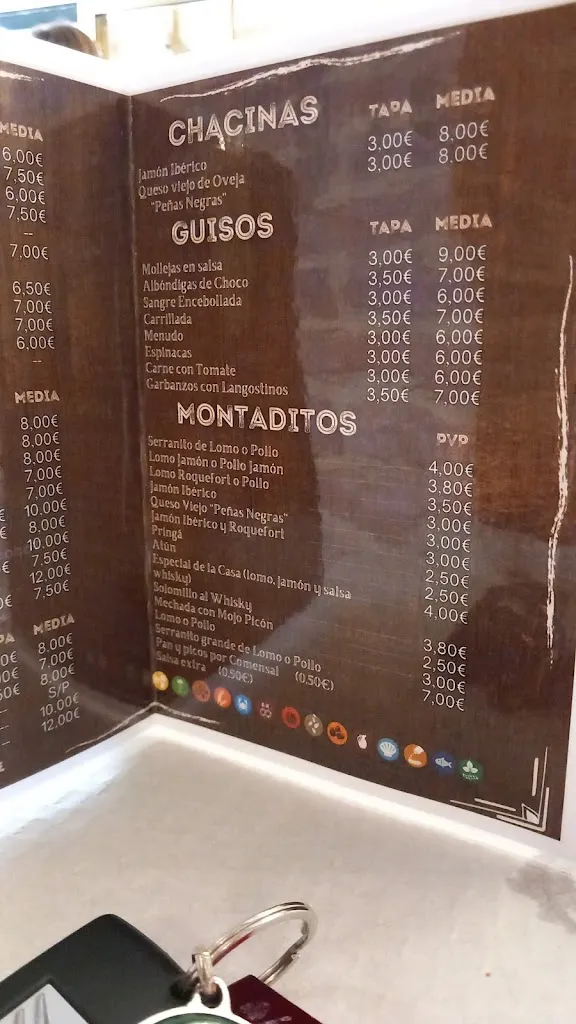 MEDIA
6,00€
7,50€
6,00€
7,50€
--
7,00€
6,50€
7,00€
7,00€
6,00€
--
MEDIA
8,00€
8,00€
8,00€
7,00€
7,00€
10,00€
8,00€
10,00€
7,50€
12,00€
7,50€
MEDIA
8,00€
7,00€
8,00€
S/P
10,00€
12,00€
CHACINAS TAPA MEDIA
Jamón Ibérico 3,00€ 8,00€
Queso viejo de Oveja 3,00€ 8,00€
"Peñas Negras"
GUISOS TAPA MEDIA
Mollejas en salsa 3,00€ 9,00€
Albóndigas de Choco 3,50€ 7,00€
Sangre Encebollada 3,00€ 6,00€
Carrillada 3,50€ 7,00€
Menudo 3,00€ 6,00€
Espinacas 3,00€ 6,00€
Carne con Tomate 3,00€ 6,00€
Garbanzos con Langostinos 3,50€ 7,00€
MONTADITOS PVP
Serranito de Lomo o Pollo 4,00€
Lomo Jamón o Pollo Jamón 3,80€
Lomo Roquefort o Pollo 3,50€
Jamón Ibérico 3,00€
Queso Viejo "Peñas Negras" 3,00€
Jamón Ibérico y Roquefort 3,00€
Pringá 2,50€
Atún 2,50€
Especial de la Casa (lomo, jamón y salsa 4,00€
whisky)
Solomillo al Whisky 3,80€
Mechada con Mojo Picón 2,50€
Lomo o Pollo 3,00€
Serranito grande de Lomo o Pollo 7,00€
Pan y picos por Comensal (0,50€)
Salsa extra (0,50€)